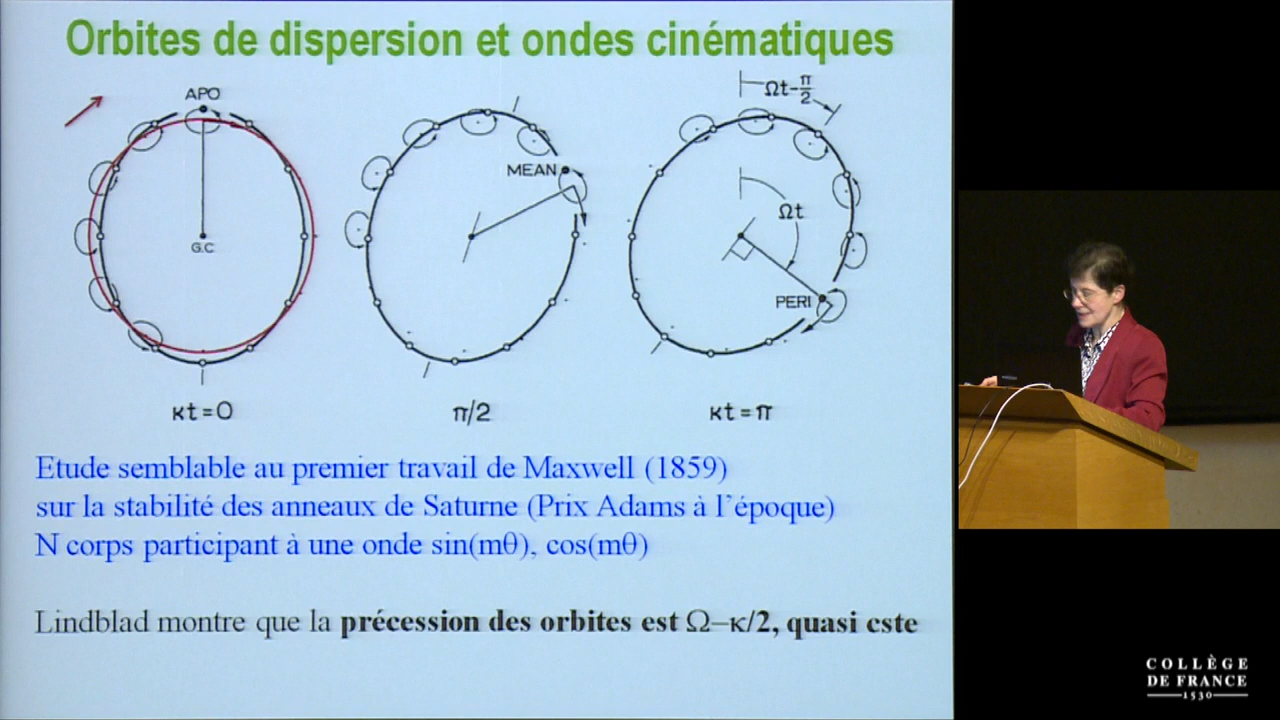 Orbites de dispersion et ondes cinématiques
APO
G.C
κt=0
MEAN
π/2
Ωt-π/2
Ωt
PERI
κt=π
Etude semblable au premier travail de Maxwell (1859)
sur la stabilité des anneaux de Saturne (Prix Adams à l'époque)
N corps participant à une onde sin(mθ), cos(mθ)
Lindblad montre que la précession des orbites est Ω–κ/2, quasi cste
COLLÈGE
DE FRANCE
1530